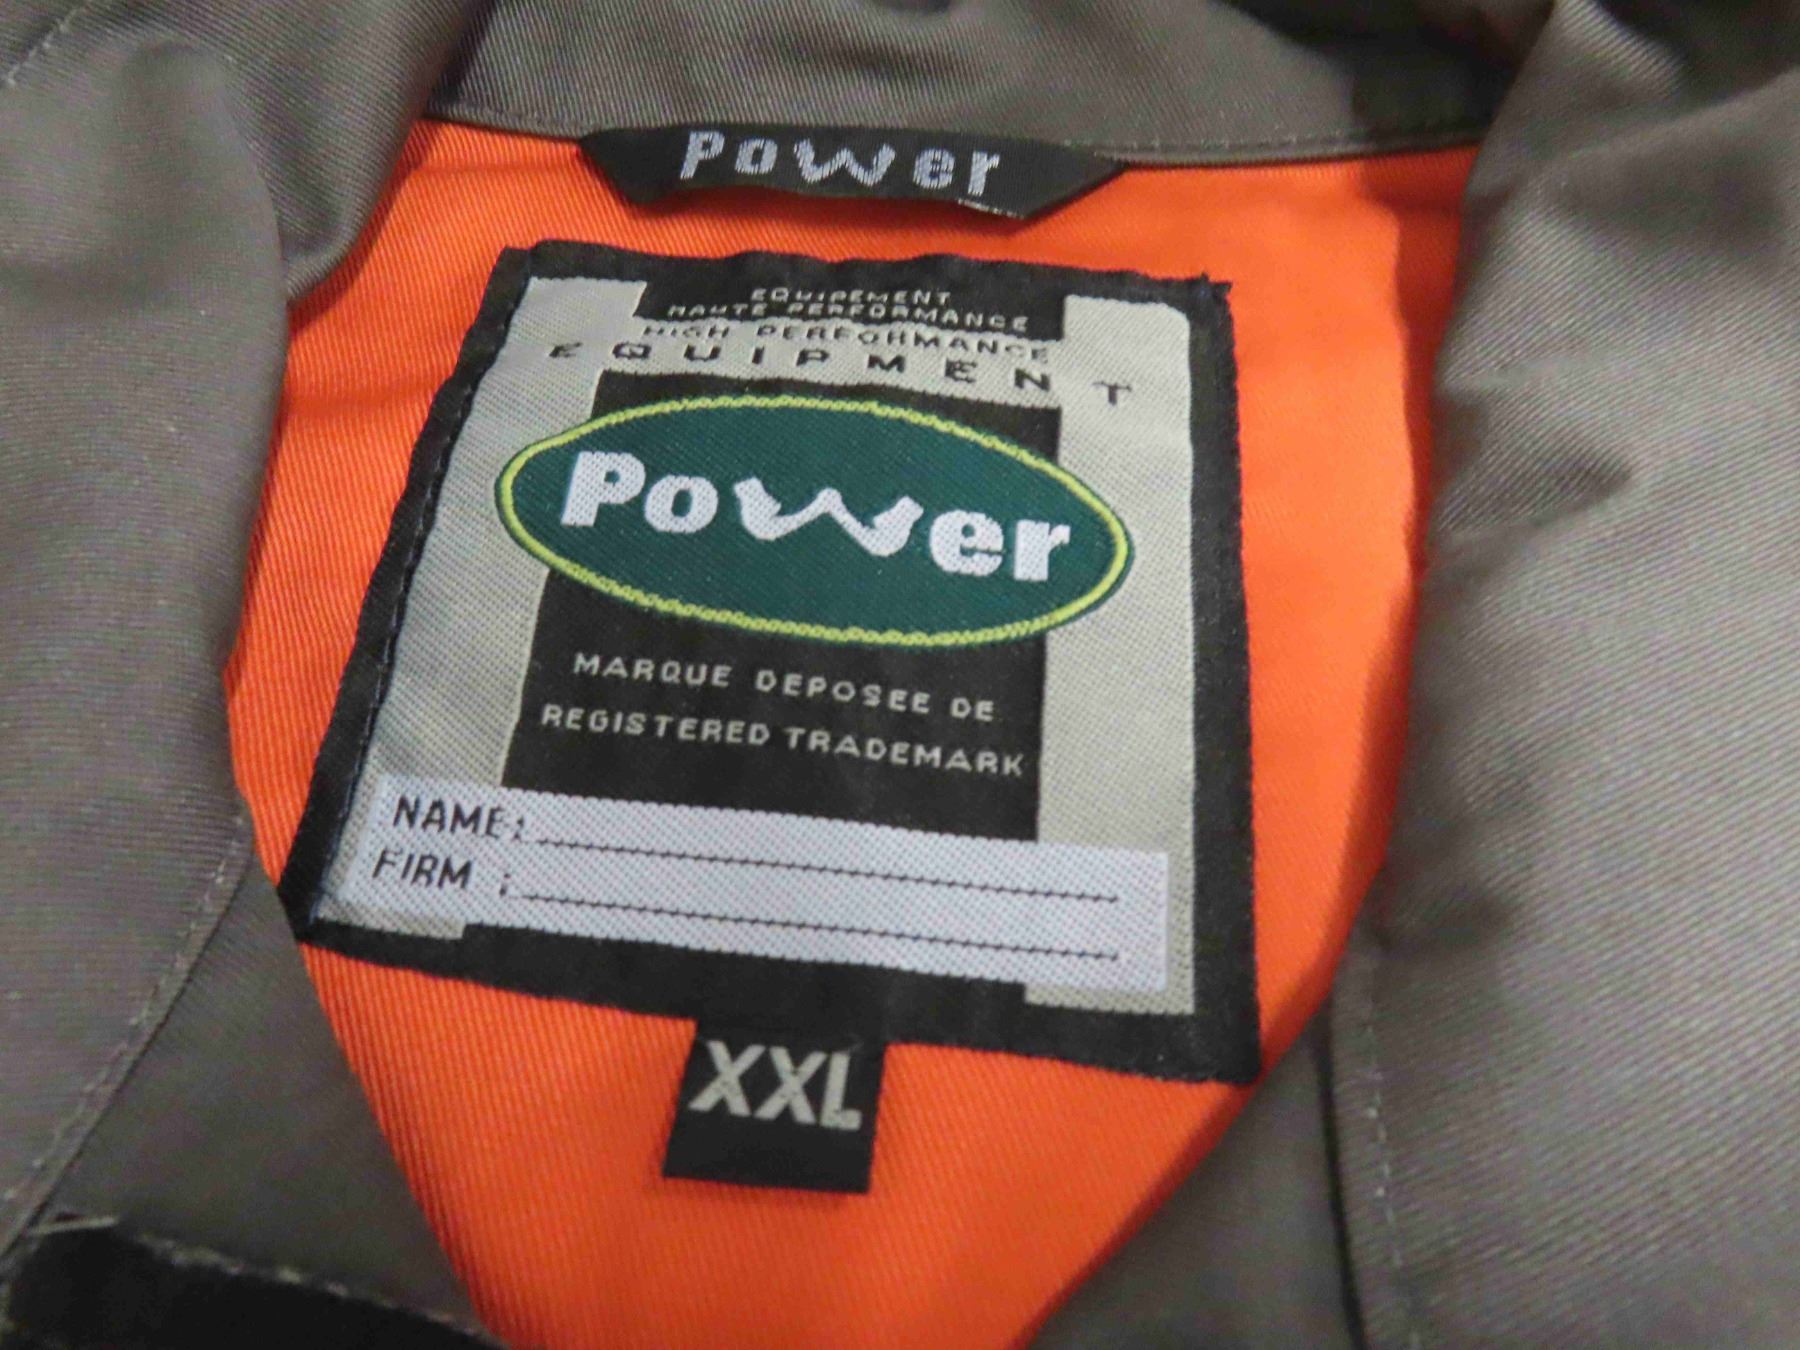 Power
EQUIPEMENT
HAUTE PERFORMANCE
HIGH PERFORMANCE
EQUIPMENT
Power
MARQUE DEPOSEE DE
REGISTERED TRADEMARK
NAME:
FIRM :
XXL